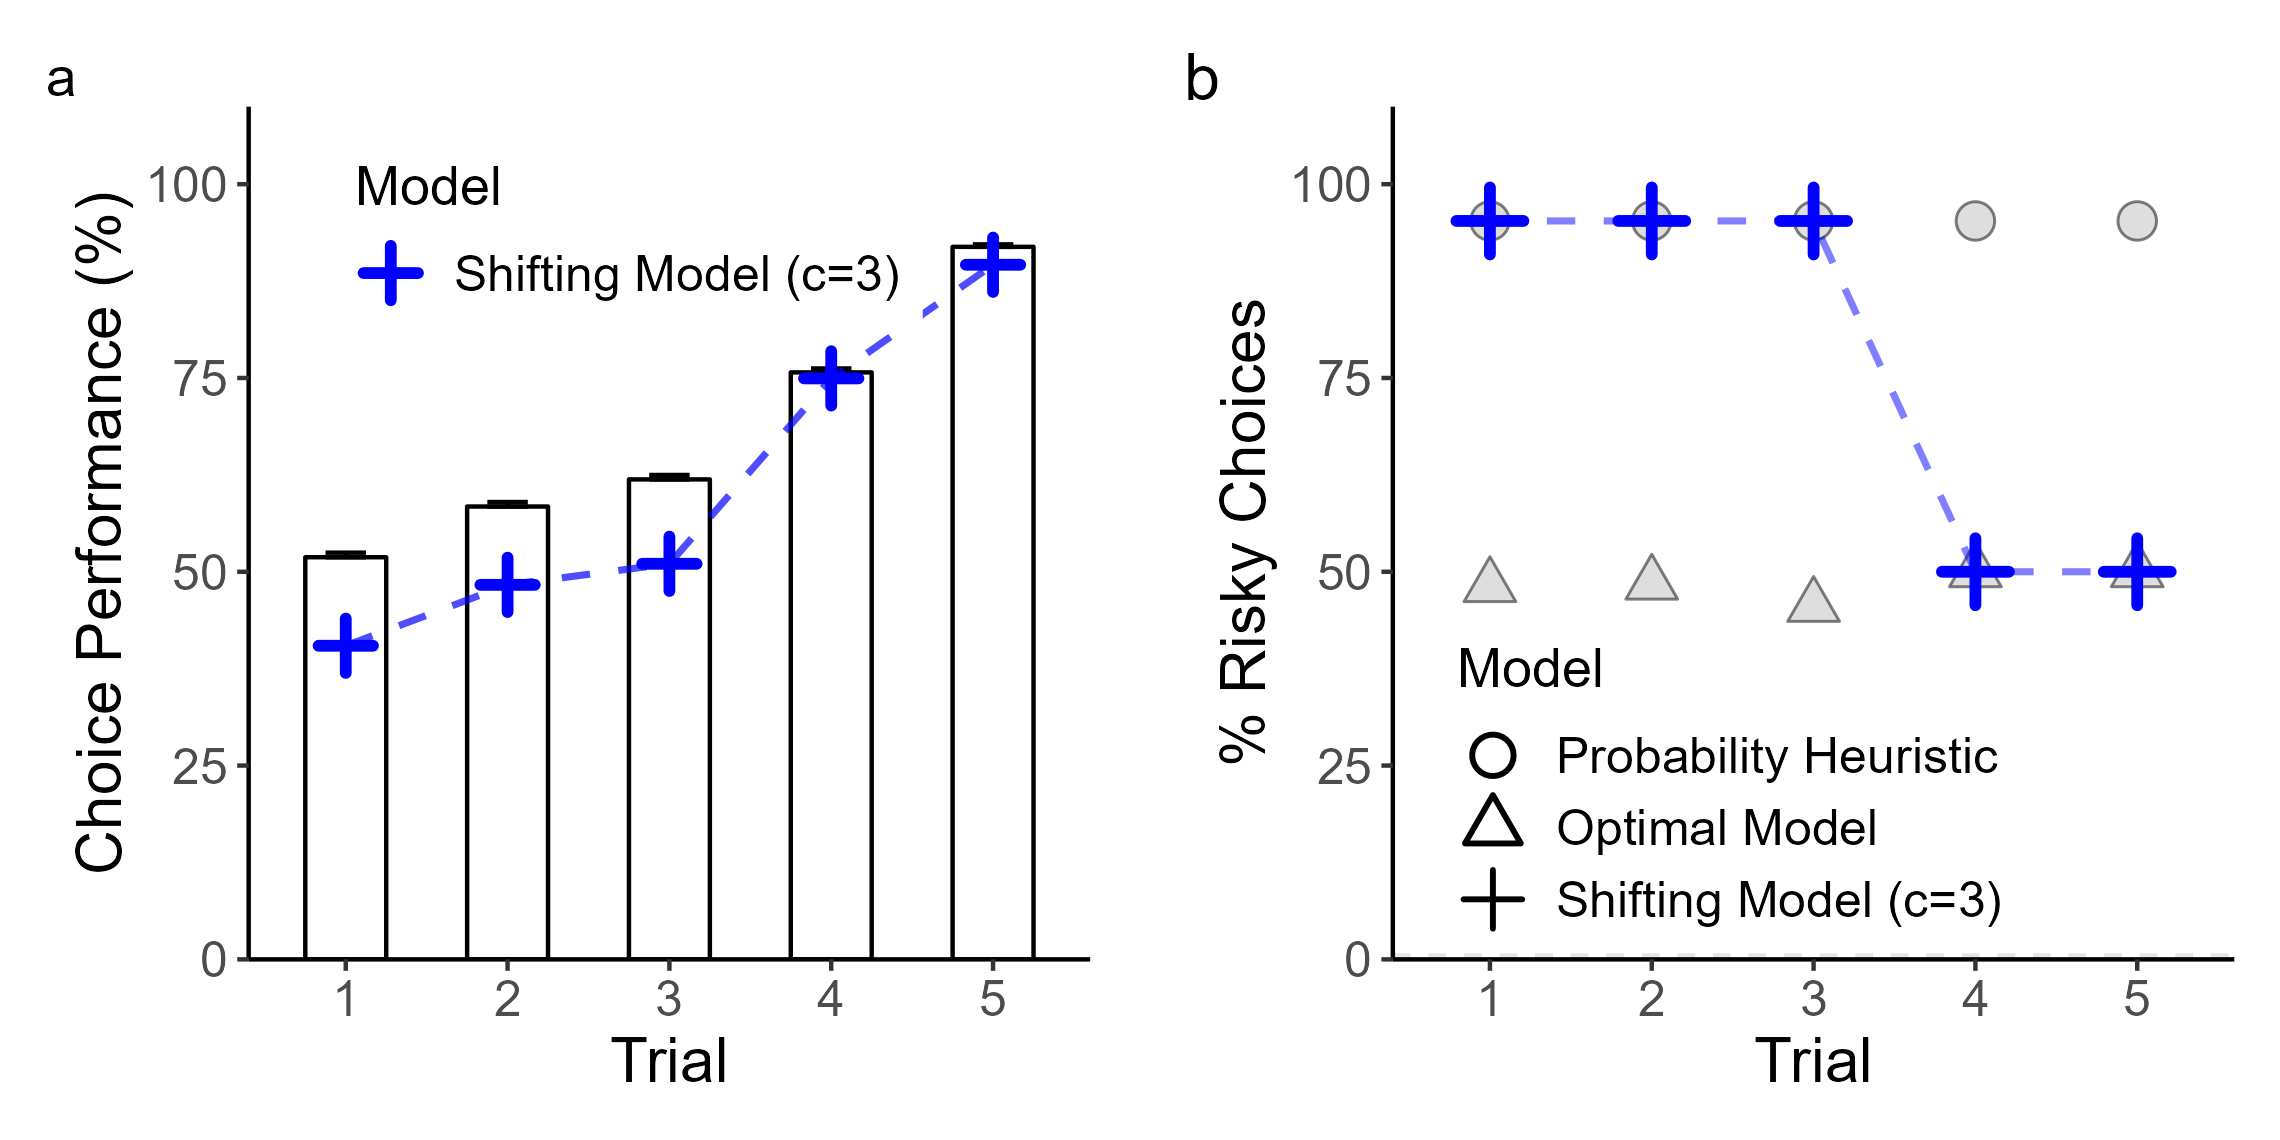 a
Choice Performance (%)
100
75
50
25
0
Model
Shifting Model (c=3)
1 2 3 4 5
Trial
b
% Risky Choices
100
75
50
25
0
Model
Probability Heuristic
Optimal Model
Shifting Model (c=3)
1 2 3 4 5
Trial